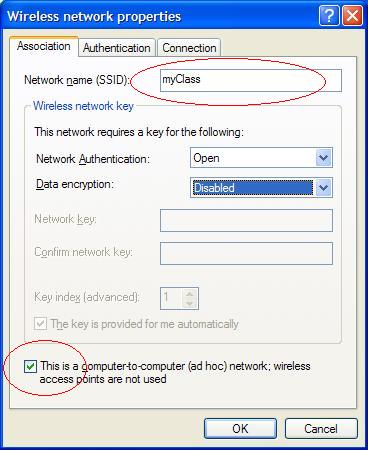 Wireless network properties
Association Authentication Connection
Network name (SSID): myClass
Wireless network key
This network requires a key for the following:
Network Authentication: Open
Data encryption: Disabled
Network key:
Confirm network key:
Key index (advanced): 1
The key is provided for me automatically
This is a computer-to-computer (ad hoc) network; wireless
access points are not used
OK Cancel